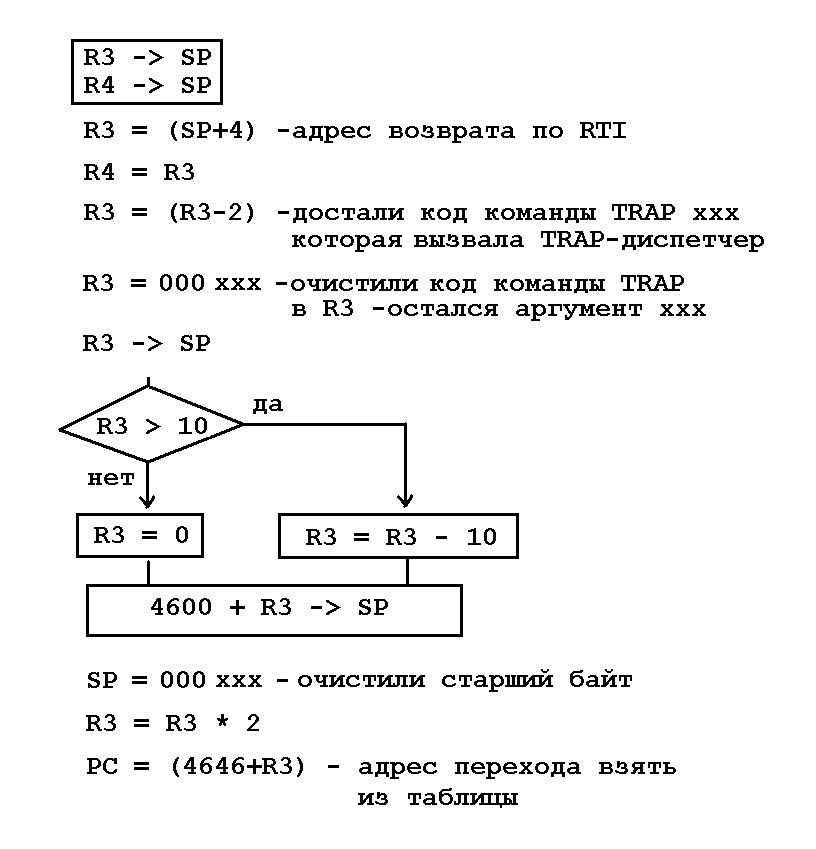 R3 -> SP
R4 -> SP
R3 = (SP+4) -адрес возврата по RTI
R4 = R3
R3 = (R3-2) -достали код команды TRAP xxx
которая вызвала TRAP-диспетчер
R3 = 000 xxx -очистили код команды TRAP
в R3 -остался аргумент xxx
R3 -> SP
R3 > 10
да
нет
R3 = 0
R3 = R3 - 10
4600 + R3 -> SP
SP = 000 xxx - очистили старший байт
R3 = R3 * 2
PC = (4646+R3) - адрес перехода взять
из таблицы